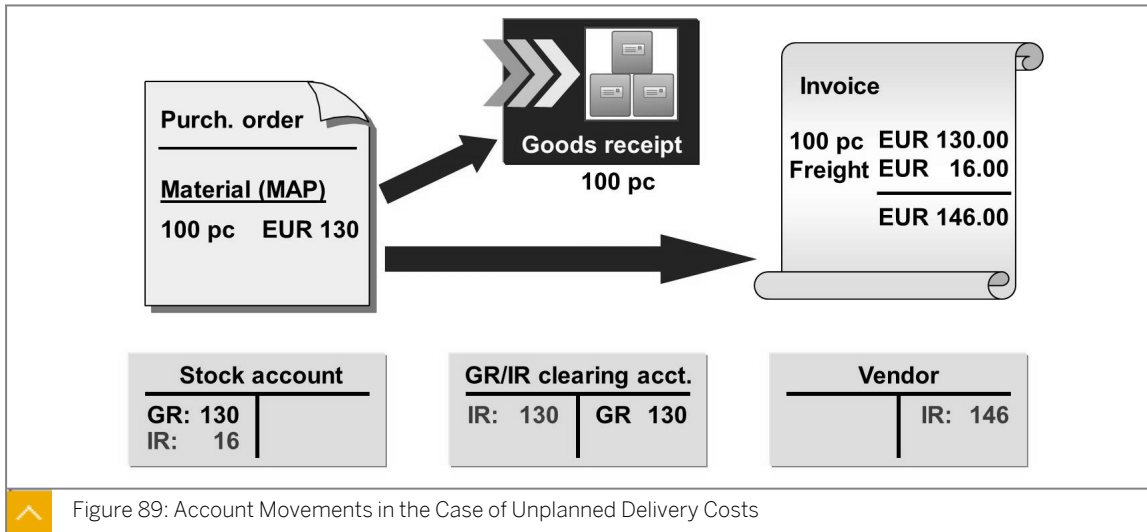 Purch. order
Material (MAP)
100 pc EUR 130
Goods receipt
100 pc
Invoice
100 pc EUR 130.00
Freight EUR 16.00
EUR 146.00
Stock account
GR: 130
IR: 16
GR/IR clearing acct.
IR: 130 GR 130
Vendor
IR: 146
Figure 89: Account Movements in the Case of Unplanned Delivery Costs